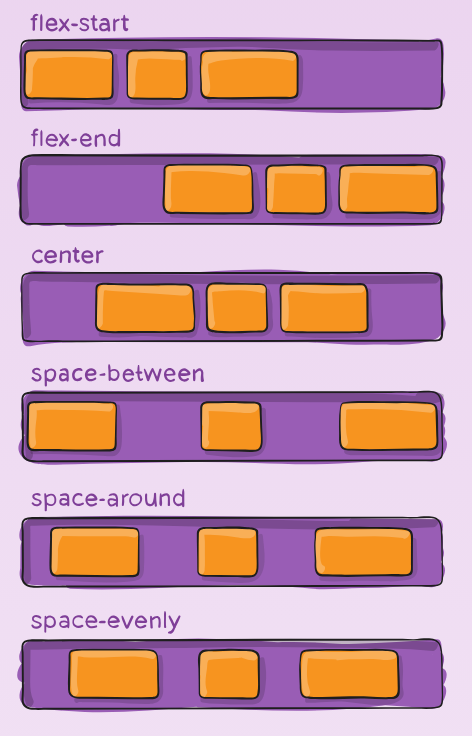 flex-start
flex-end
center
space-between
space-around
space-evenly